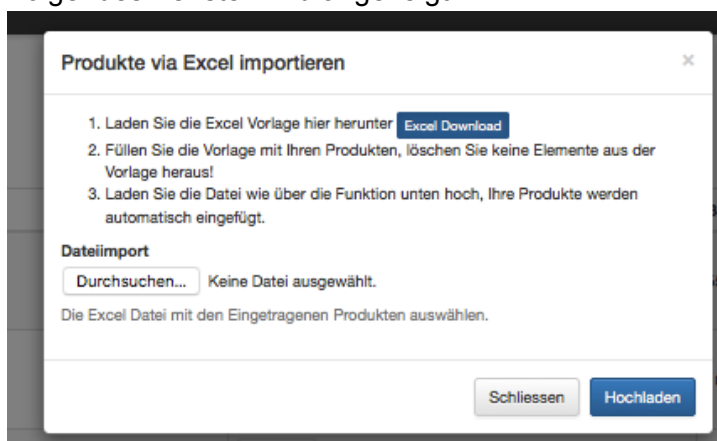 Produkte via Excel importieren ×
1. Laden Sie die Excel Vorlage hier herunter Excel Download
2. Füllen Sie die Vorlage mit Ihren Produkten, löschen Sie keine Elemente aus der
Vorlage heraus!
3. Laden Sie die Datei wie über die Funktion unten hoch, Ihre Produkte werden
automatisch eingefügt.
Dateiimport
Durchsuchen... Keine Datei ausgewählt.
Die Excel Datei mit den Eingetragenen Produkten auswählen.
Schliessen Hochladen